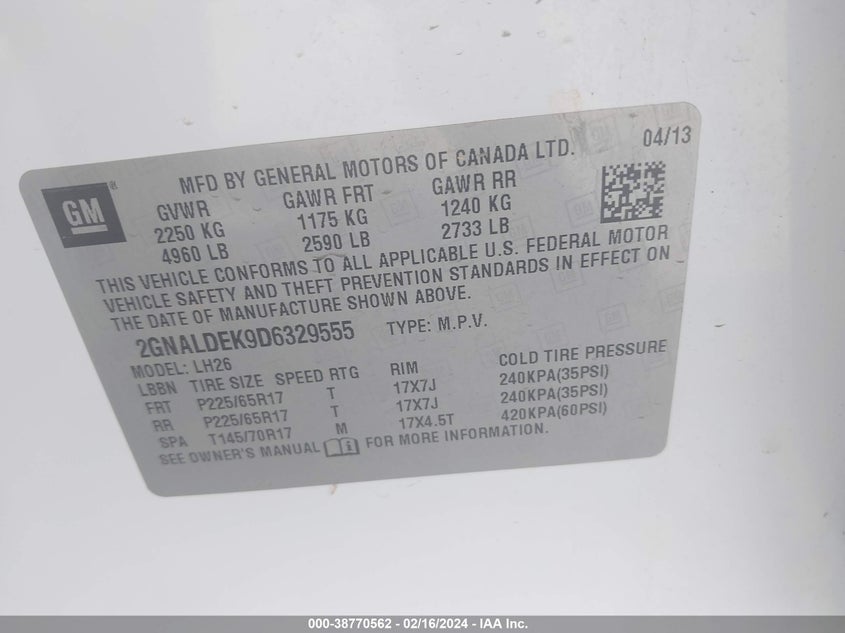 GM®
MFD BY GENERAL MOTORS OF CANADA LTD. 04/13
GVWR GAWR FRT GAWR RR
2250 KG 1175 KG 1240 KG
4960 LB 2590 LB 2733 LB
THIS VEHICLE CONFORMS TO ALL APPLICABLE U.S. FEDERAL MOTOR
VEHICLE SAFETY AND THEFT PREVENTION STANDARDS IN EFFECT ON
THE DATE OF MANUFACTURE SHOWN ABOVE.
2GNALDEK9D6329555 TYPE: M.P.V.
MODEL: LH26
LBBN TIRE SIZE SPEED RTG RIM COLD TIRE PRESSURE
FRT P225/65R17 T 17X7J 240KPA(35PSI)
RR P225/65R17 T 17X7J 240KPA(35PSI)
SPA T145/70R17 M 17X4.5T 420KPA(60PSI)
SEE OWNER'S MANUAL FOR MORE INFORMATION.
000-38770562 - 02/16/2024 - IAA Inc.